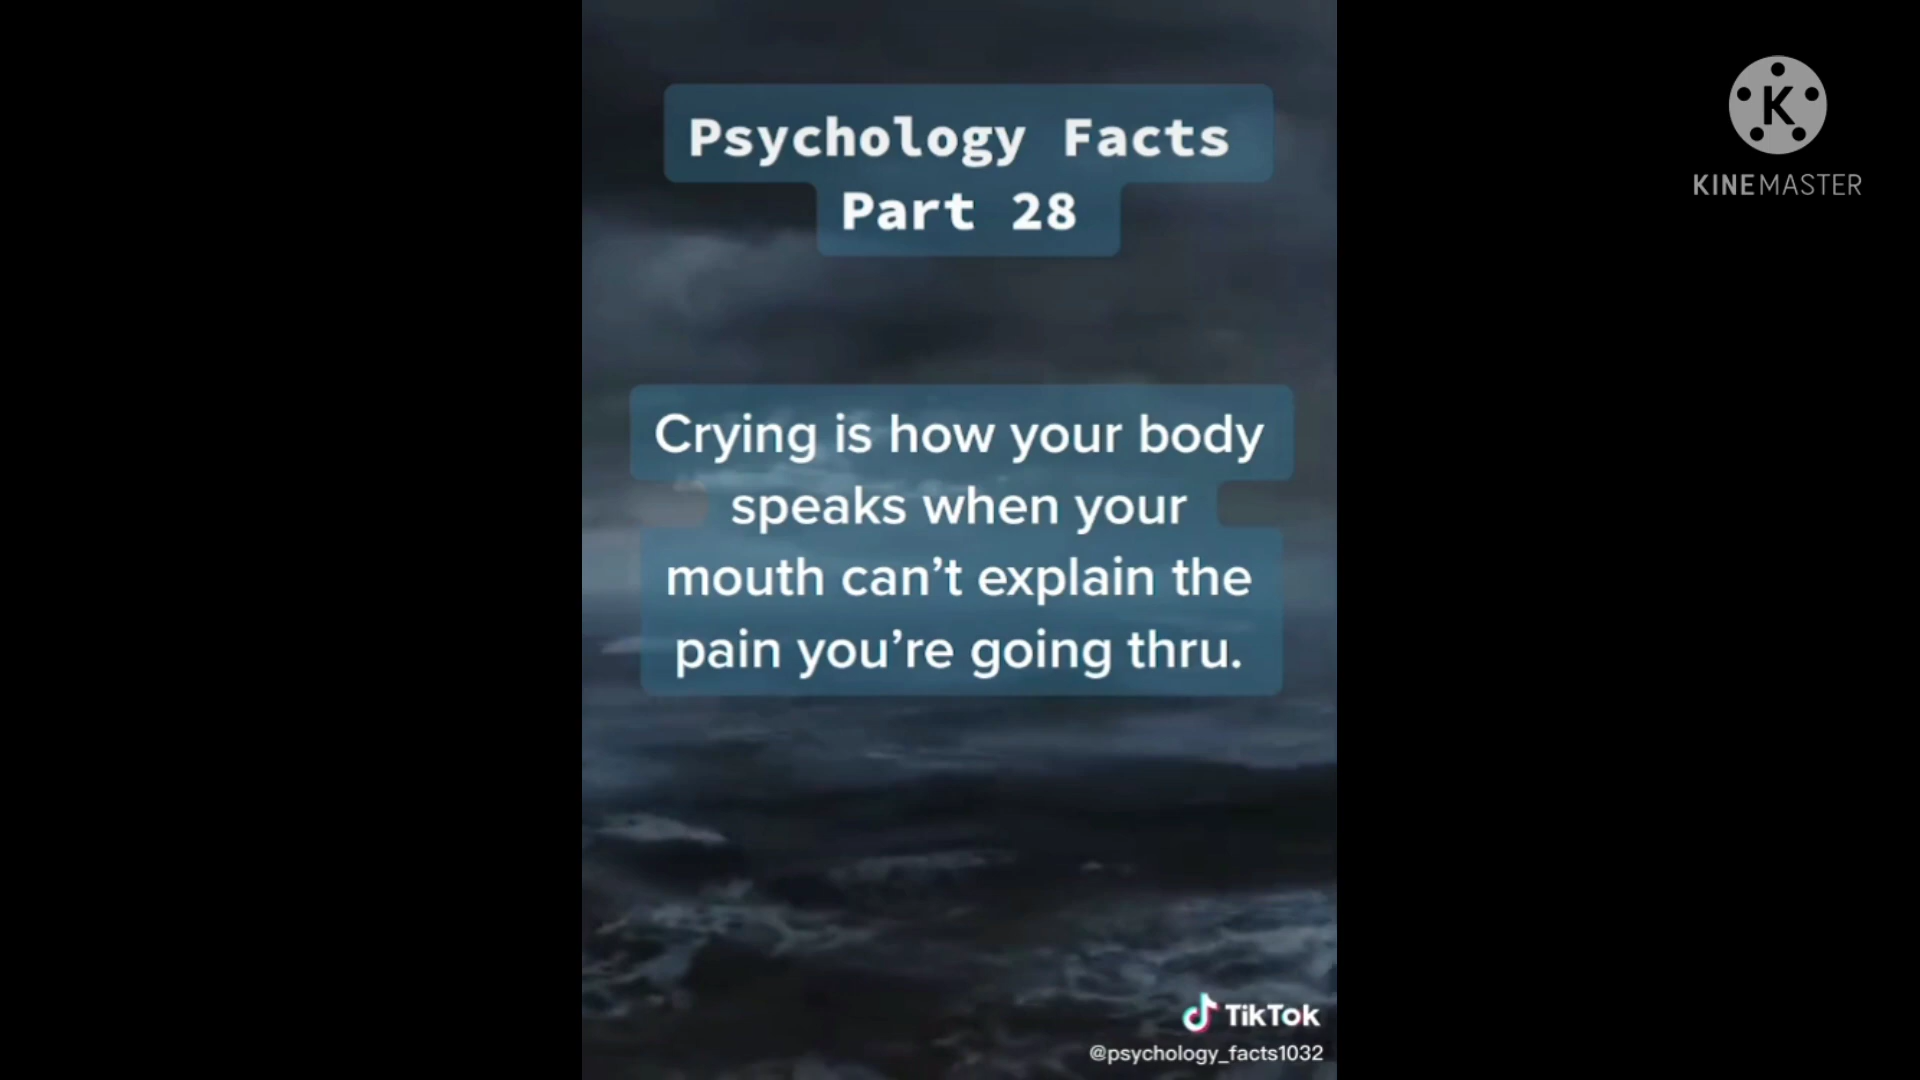 Psychology Facts
Part 28
Crying is how your body
speaks when your
mouth can’t explain the
pain you’re going thru.
K
KINEMASTER
TikTok
@psychology_facts1032